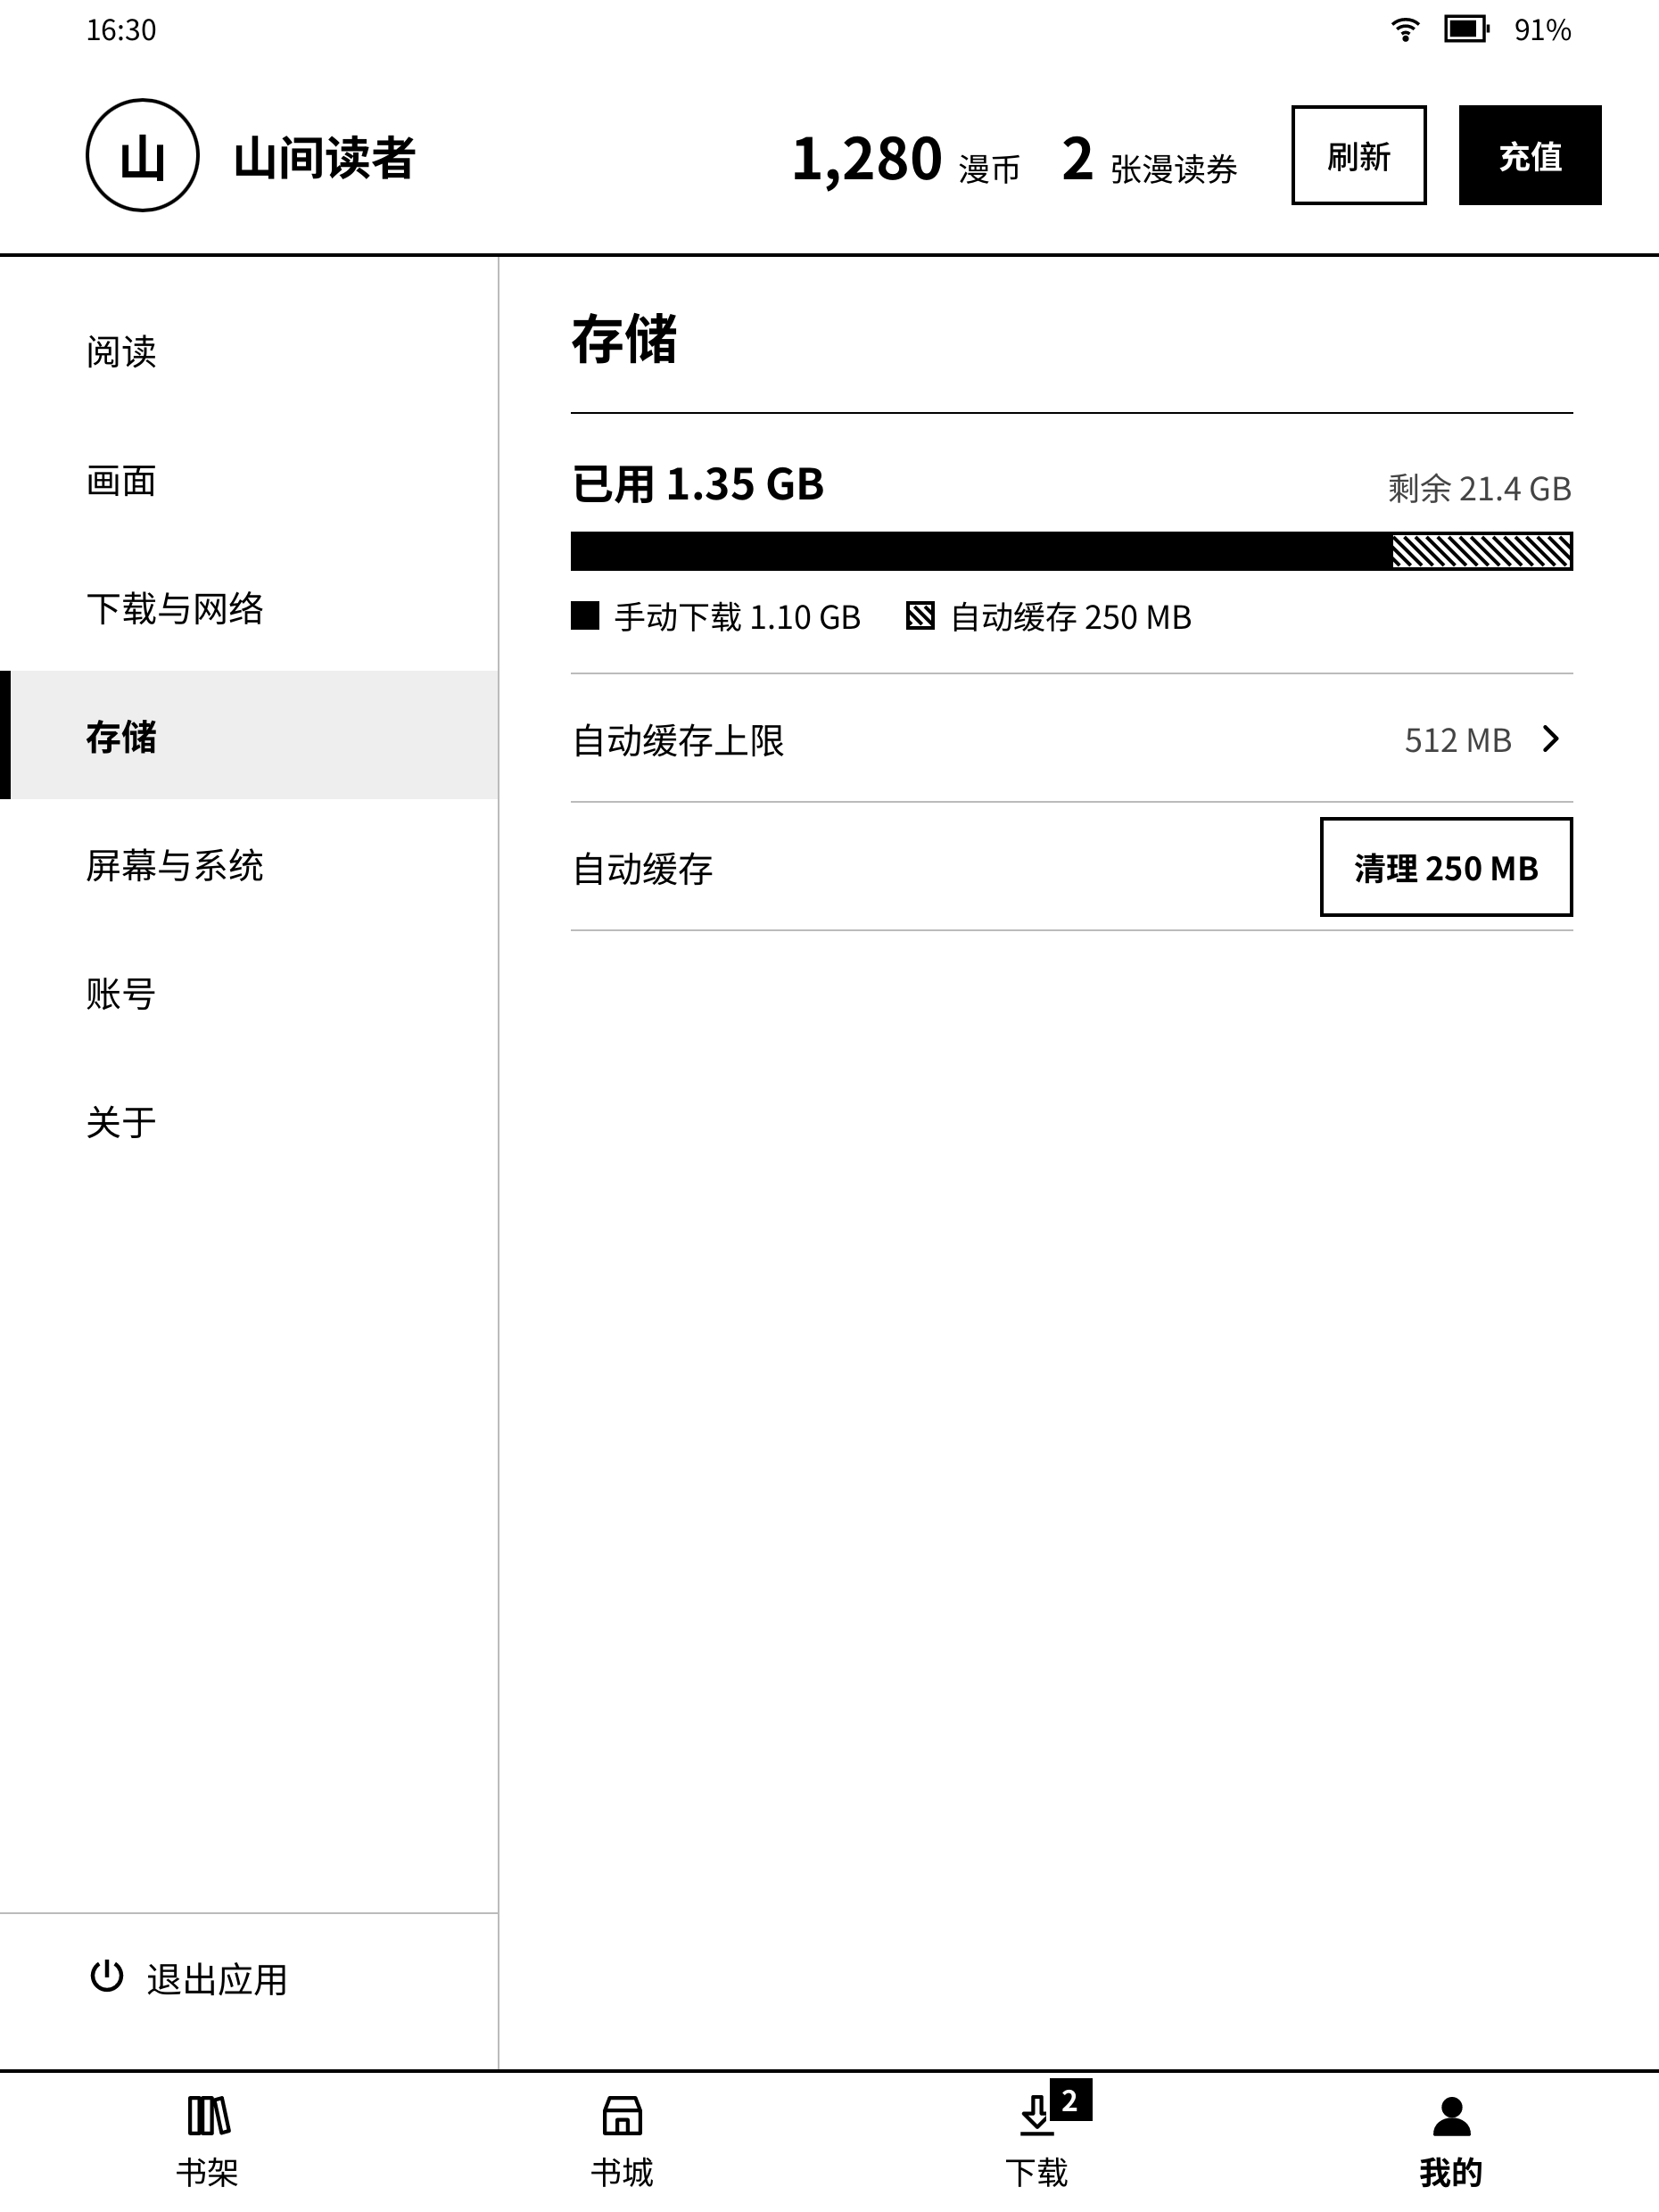 16:30 91%
山 山间读者 1,280 漫币 2 张漫读券 刷新 充值
阅读
画面
下载与网络
存储
屏幕与系统
账号
关于
退出应用
存储
已用 1.35 GB 剩余 21.4 GB
手动下载 1.10 GB 自动缓存 250 MB
自动缓存上限 512 MB
自动缓存 清理 250 MB
书架 书城 2 下载 我的